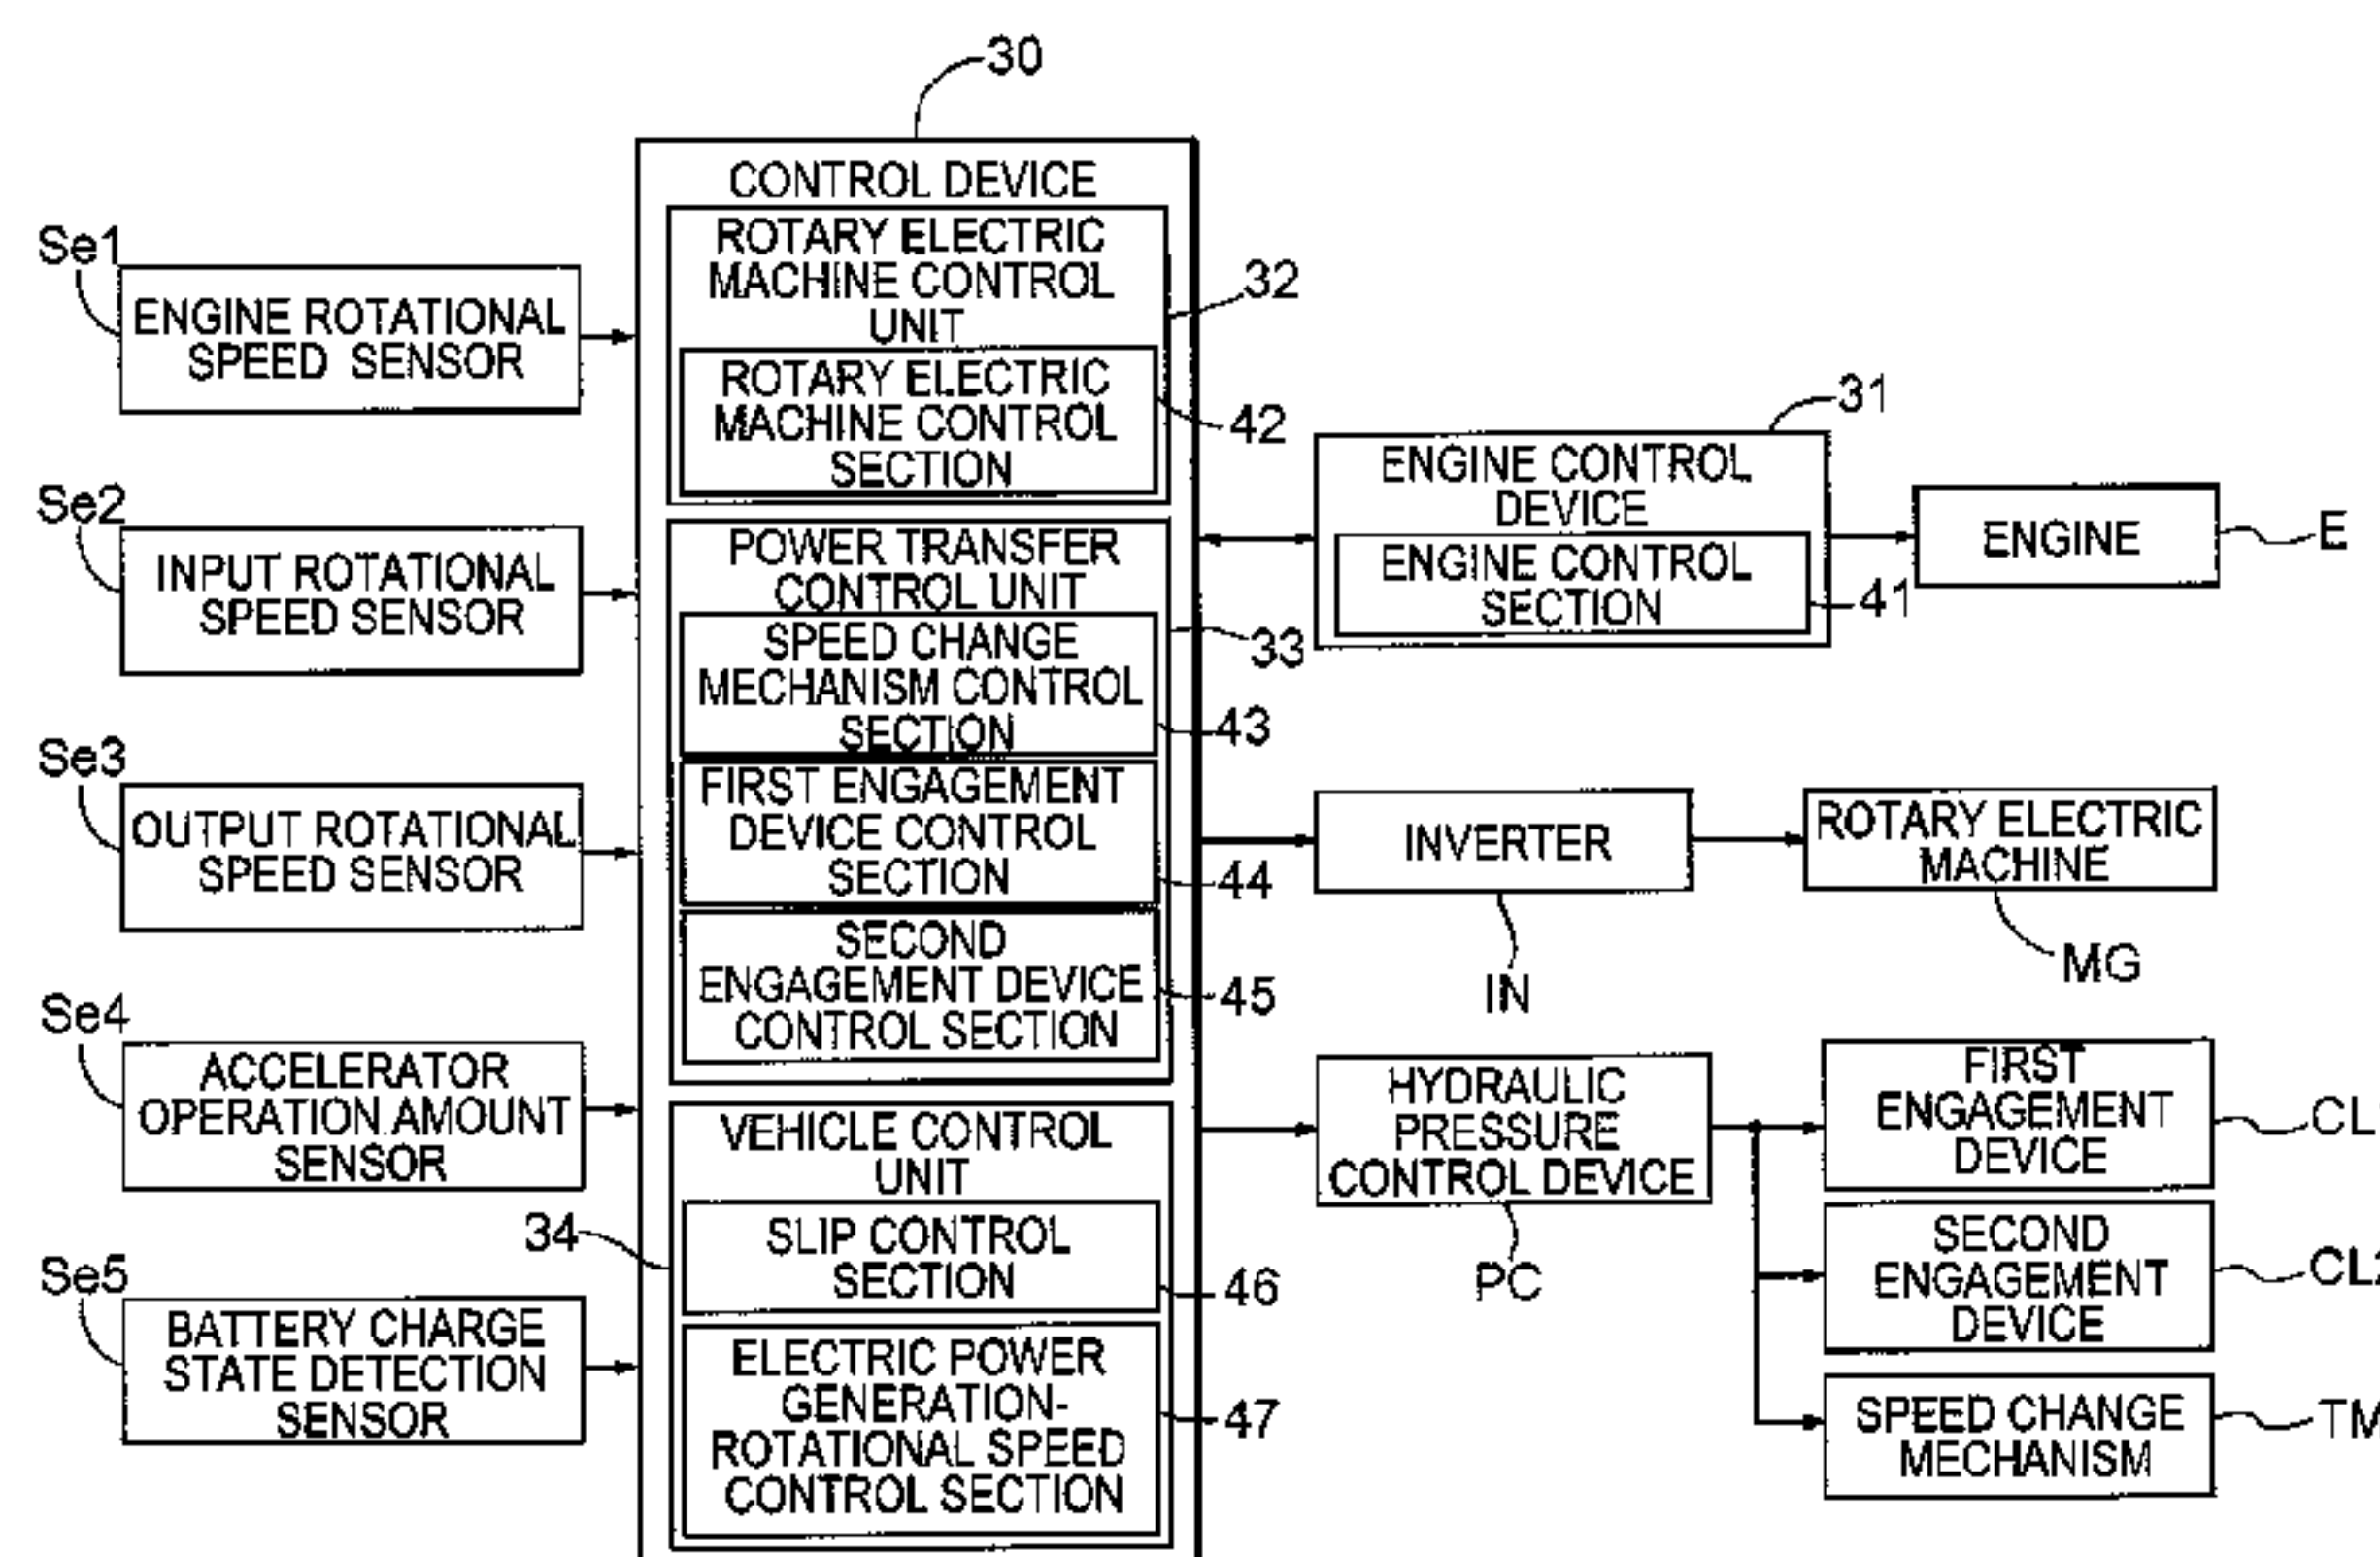 30
CONTROL DEVICE
ROTARY ELECTRIC
MACHINE CONTROL
UNIT
32
ROTARY ELECTRIC
MACHINE CONTROL
SECTION
42
POWER TRANSFER
CONTROL UNIT
33
SPEED CHANGE
MECHANISM CONTROL
SECTION
43
FIRST ENGAGEMENT
DEVICE CONTROL
SECTION
44
SECOND
ENGAGEMENT DEVICE
CONTROL SECTION
45
VEHICLE CONTROL
UNIT
34
SLIP CONTROL
SECTION
46
ELECTRIC POWER
GENERATION-
ROTATIONAL SPEED
CONTROL SECTION
47
Se1
ENGINE ROTATIONAL
SPEED SENSOR
Se2
INPUT ROTATIONAL
SPEED SENSOR
Se3
OUTPUT ROTATIONAL
SPEED SENSOR
Se4
ACCELERATOR
OPERATION AMOUNT
SENSOR
Se5
BATTERY CHARGE
STATE DETECTION
SENSOR
31
ENGINE CONTROL
DEVICE
ENGINE CONTROL
SECTION
41
ENGINE
E
INVERTER
IN
ROTARY ELECTRIC
MACHINE
MG
HYDRAULIC
PRESSURE
CONTROL DEVICE
PC
FIRST
ENGAGEMENT
DEVICE
SECOND
ENGAGEMENT
DEVICE
CL2
SPEED CHANGE
MECHANISM
TM